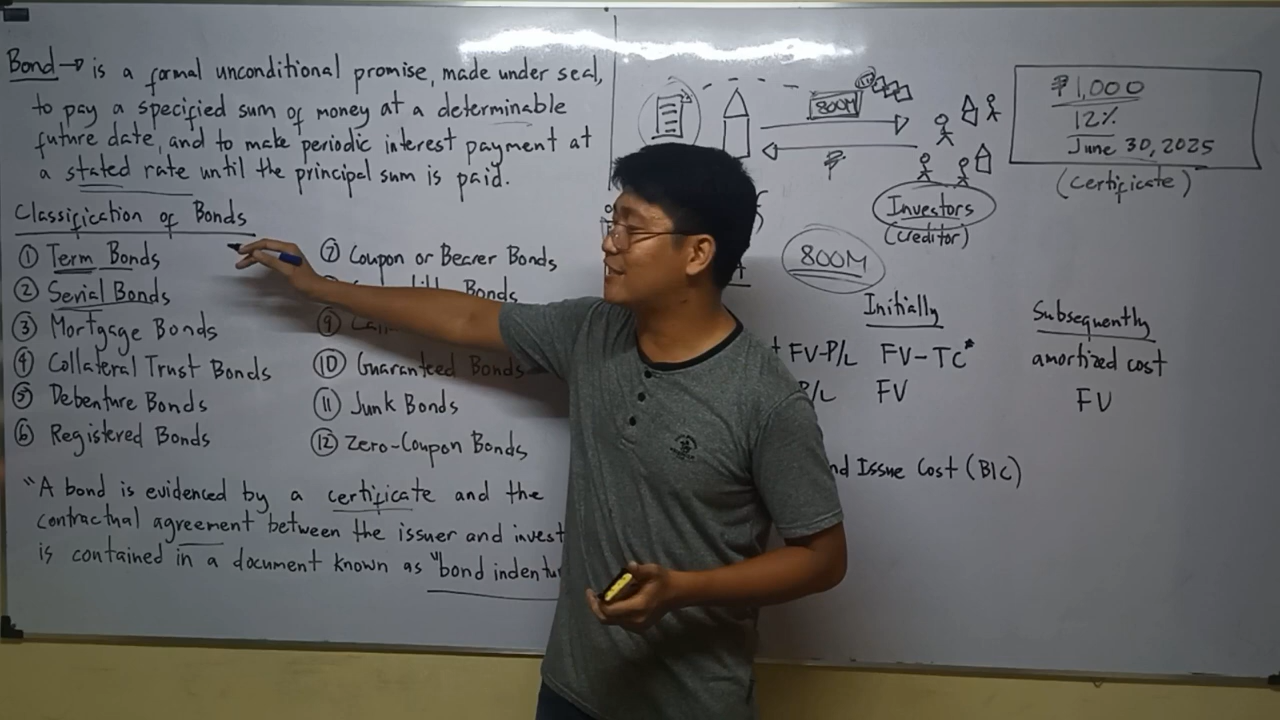 Bond → is a formal unconditional promise, made under seal,
to pay a specified sum of money at a determinable
future date, and to make periodic interest payment at
a stated rate until the principal sum is paid.
Classification of Bonds
① Term Bonds
② Serial Bonds
③ Mortgage Bonds
④ Collateral Trust Bonds
⑤ Debenture Bonds
⑥ Registered Bonds
⑦ Coupon or Bearer Bonds
Bonds
⑨
⑩ Guaranteed Bonds
⑪ Junk Bonds
⑫ Zero-Coupon Bonds
"A bond is evidenced by a certificate and the
contractual agreement between the issuer and invest
is contained in a document known as "bond indentu
800M
₱
Investors
(creditor)
₱1,000
12%
June 30, 2025
(certificate)
800M
Initially
Subsequently
FV-P/L FV-TC* amortized cost
P/L FV FV
nd Issue Cost (BIC)